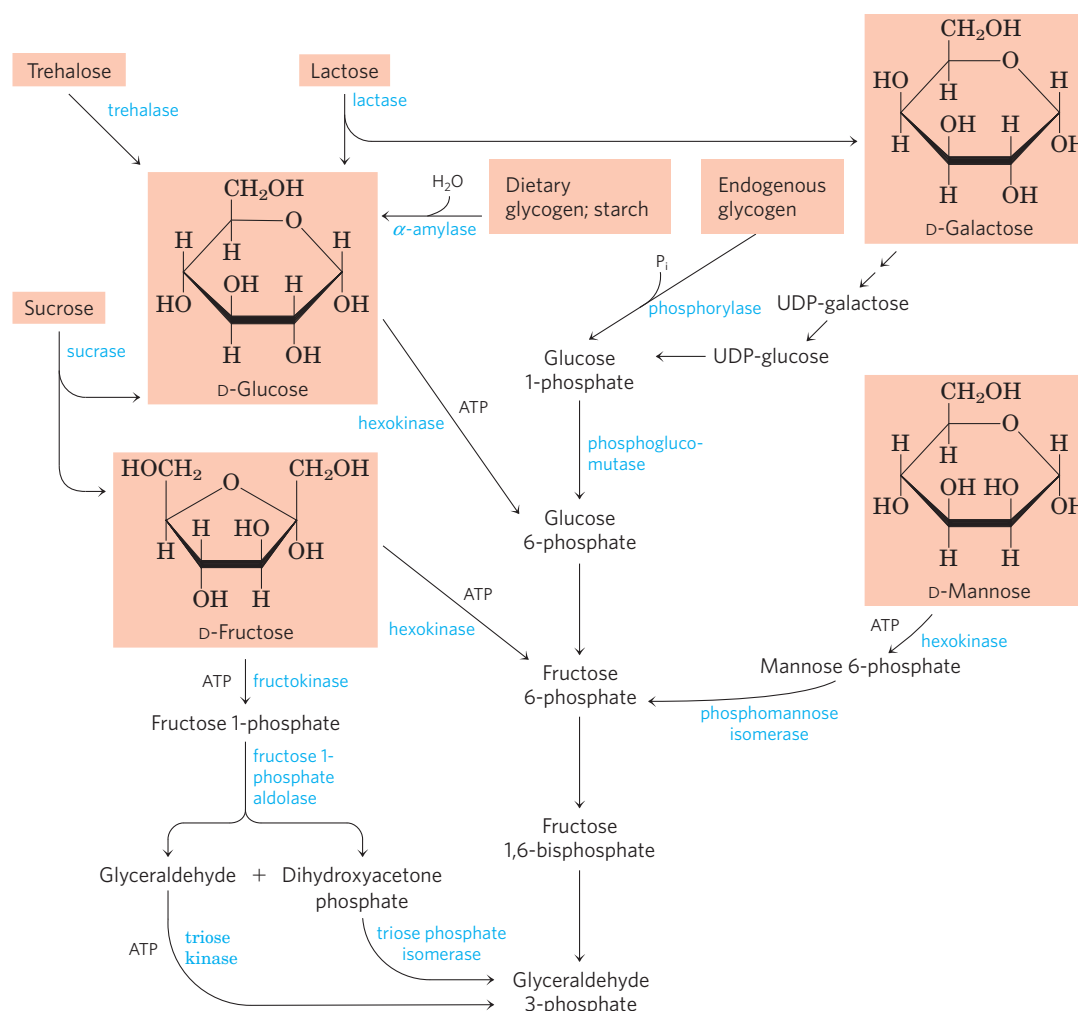 Trehalose
trehalase
Lactose
lactase
CH₂OH
O
HO
H
H
OH
H
H
OH
H
OH
D-Galactose
CH₂OH
O
H
H
H
OH
H
HO
OH
H
OH
D-Glucose
H₂O
α-amylase
Dietary
glycogen; starch
Endogenous
glycogen
Pᵢ
phosphorylase
UDP-galactose
UDP-glucose
Glucose
1-phosphate
Sucrose
sucrase
hexokinase
ATP
phosphogluco-
mutase
Glucose
6-phosphate
HOCH₂
O
CH₂OH
H
HO
H
OH
OH
H
D-Fructose
ATP
hexokinase
CH₂OH
O
H
H
H
OH
HO
HO
OH
H
H
D-Mannose
ATP
hexokinase
Mannose 6-phosphate
phosphomannose
isomerase
Fructose
6-phosphate
ATP
fructokinase
Fructose 1-phosphate
fructose 1-
phosphate
aldolase
Fructose
1,6-bisphosphate
Glyceraldehyde + Dihydroxyacetone
phosphate
ATP
triose
kinase
triose phosphate
isomerase
Glyceraldehyde
3-phosphate